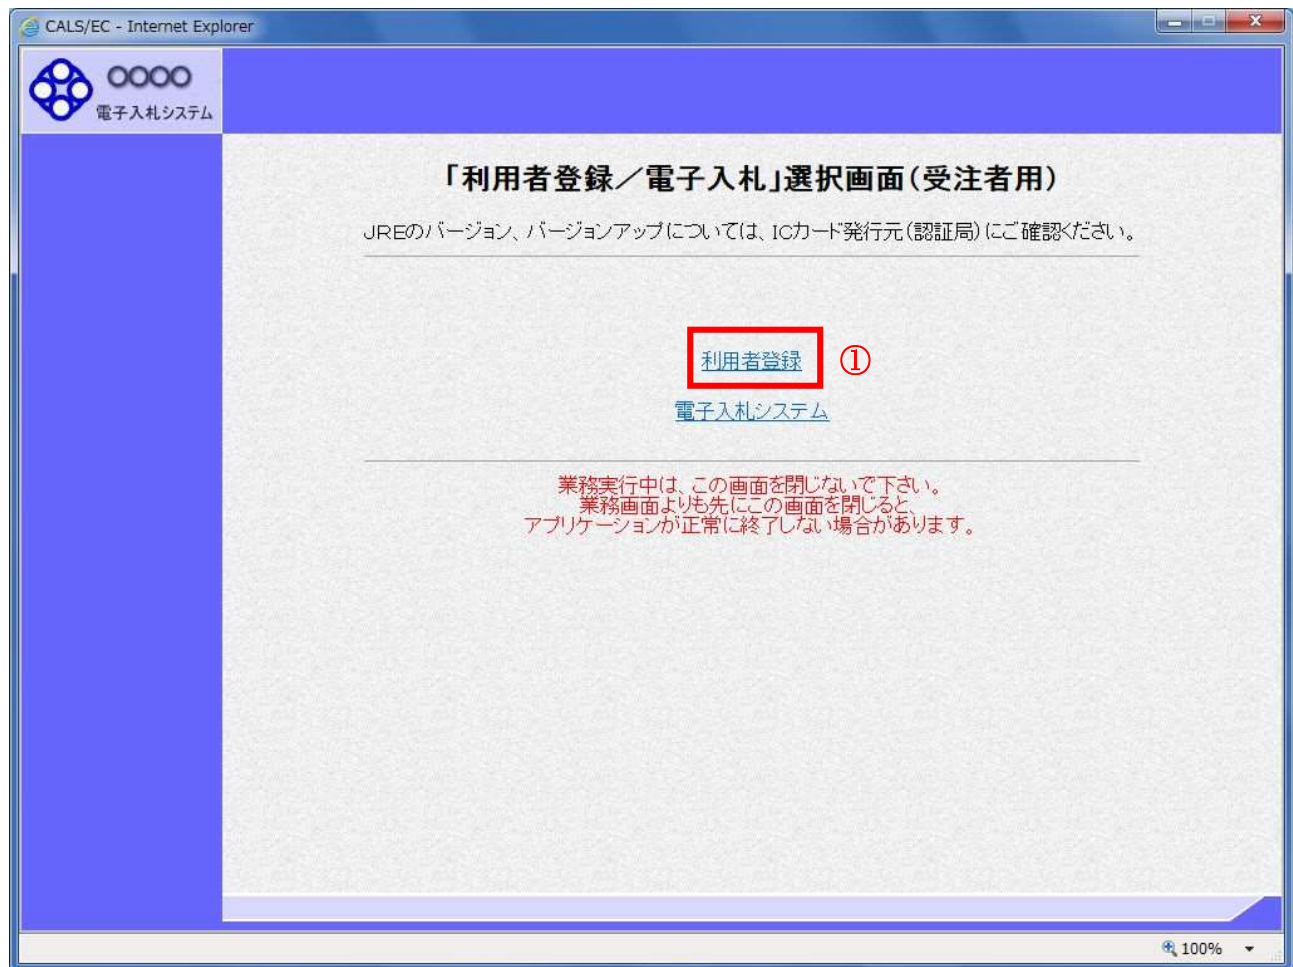 CALS/EC - Internet Explorer
○○○○
電子入札システム
「利用者登録／電子入札」選択画面（受注者用）
JREのバージョン、バージョンアップについては、ICカード発行元（認証局）にご確認ください。
利用者登録 ①
電子入札システム
業務実行中は、この画面を閉じないで下さい。
業務画面よりも先にこの画面を閉じると、
アプリケーションが正常に終了しない場合があります。
100%